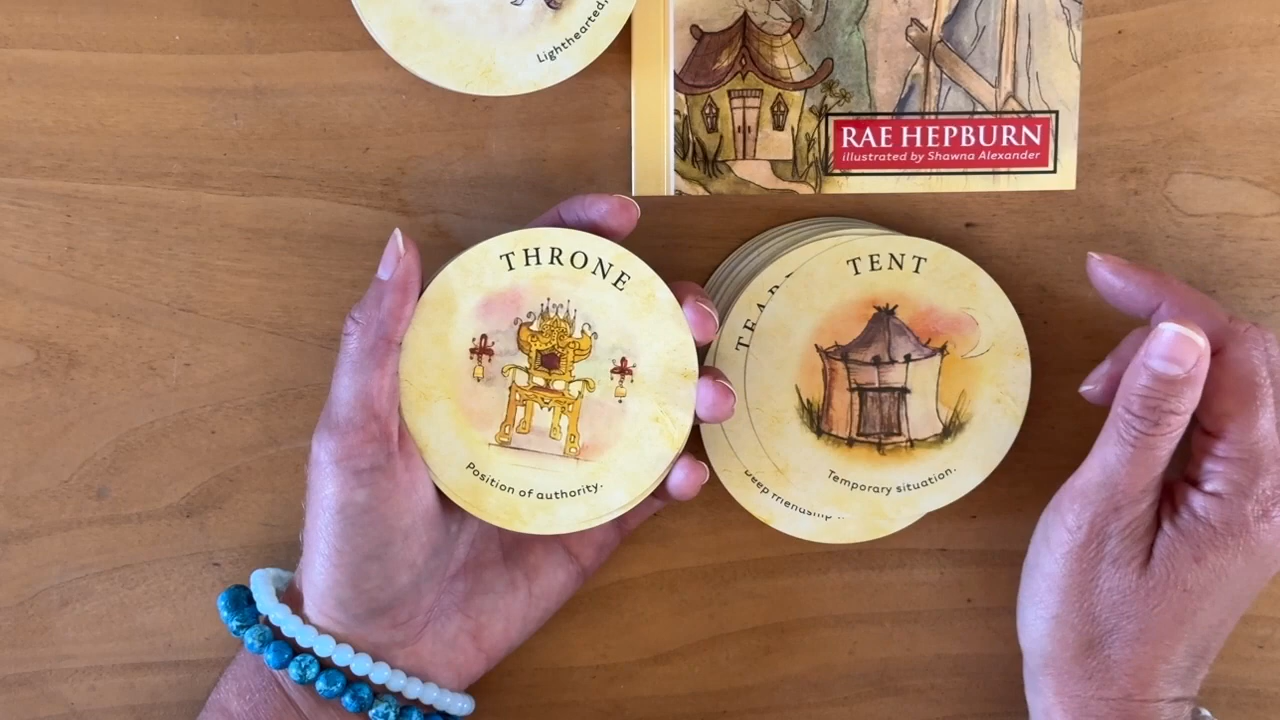 Lighthearted,
RAE HEPBURN
illustrated by Shawna Alexander
THRONE
Position of authority.
TENT
Temporary situation.
Deep friendship